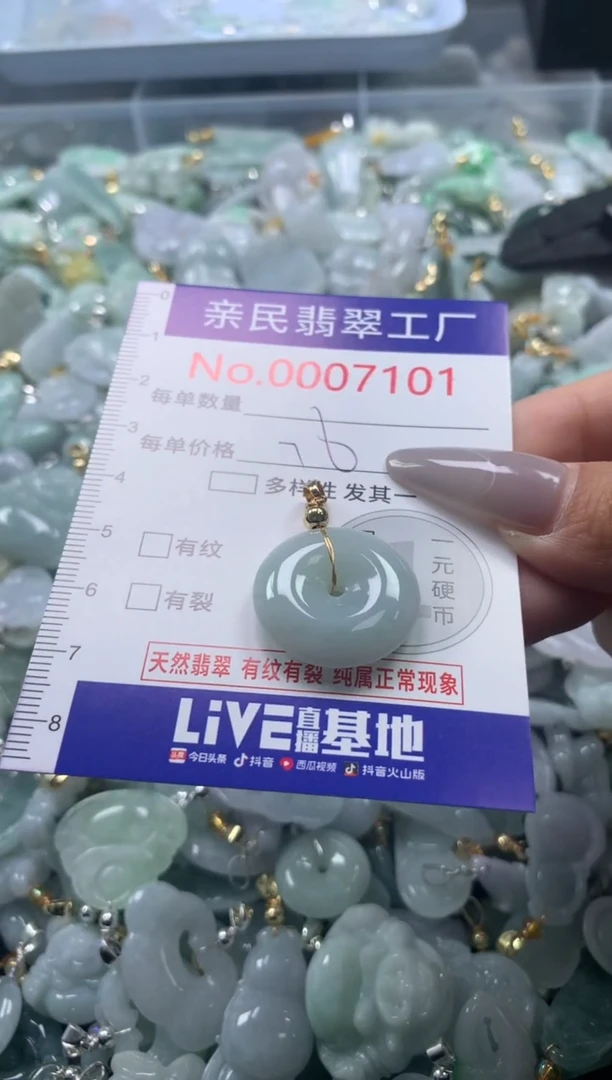 0
1
2
3
4
5
6
7
8
亲民翡翠工厂
No.0007101
每单数量
每单价格
多样性 发其一
有纹
有裂
一元硬币
天然翡翠 有纹有裂 纯属正常现象
LiVE直播基地
头条 今日头条 抖音 西瓜视频 抖音火山版